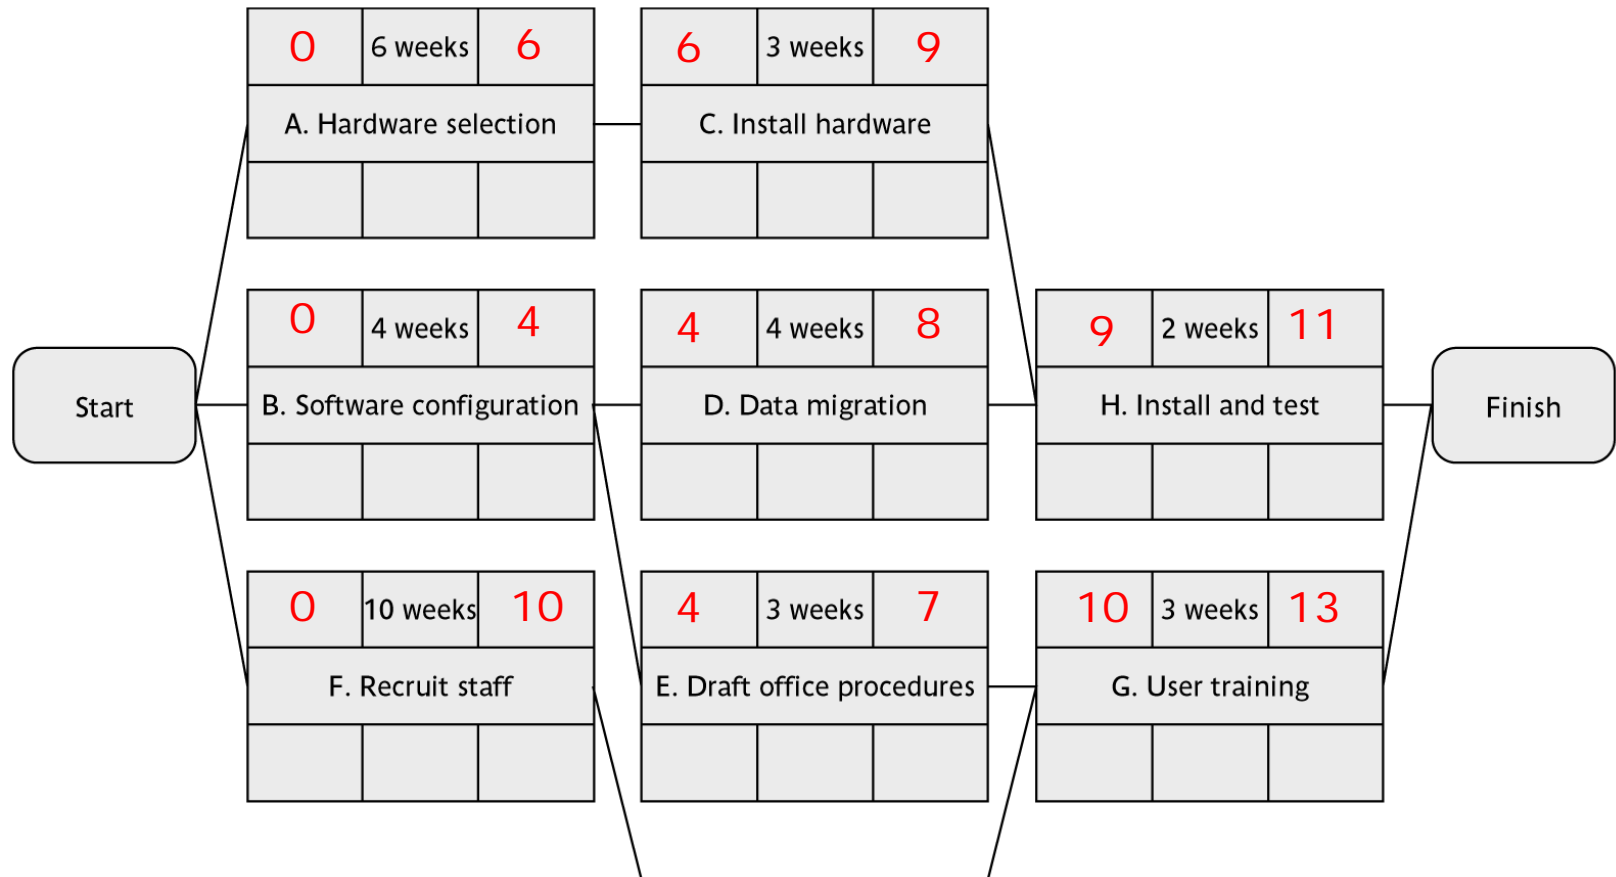 0 6 weeks 6
A. Hardware selection
6 3 weeks 9
C. Install hardware
Start
0 4 weeks 4
B. Software configuration
4 4 weeks 8
D. Data migration
9 2 weeks 11
H. Install and test
Finish
0 10 weeks 10
F. Recruit staff
4 3 weeks 7
E. Draft office procedures
10 3 weeks 13
G. User training